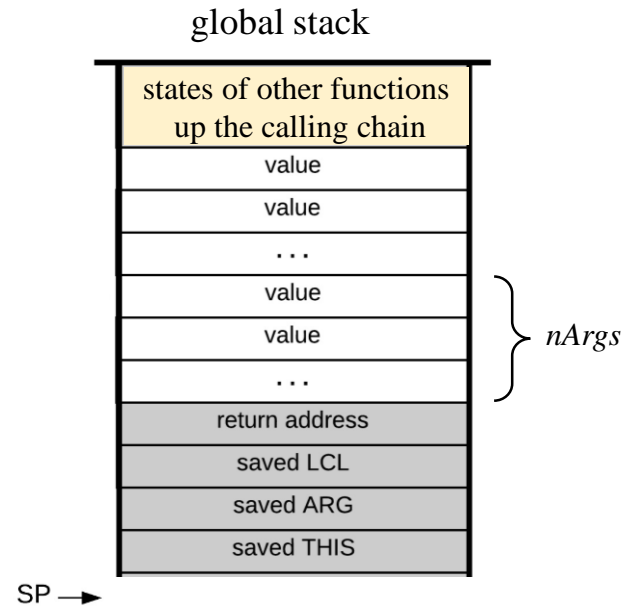 global stack
states of other functions
up the calling chain
value
value
...
value
value
...
nArgs
return address
saved LCL
saved ARG
saved THIS
SP